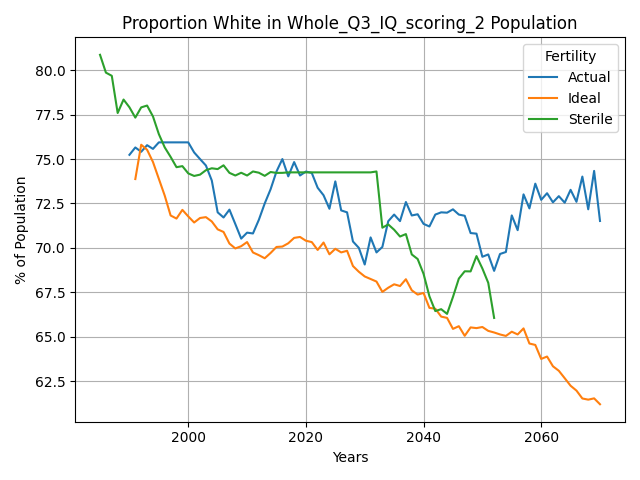 Proportion White in Whole_Q3_IQ_scoring_2 Population
Fertility
Actual
Ideal
Sterile
80.0
77.5
75.0
72.5
70.0
67.5
65.0
62.5
% of Population
2000
2020
2040
2060
Years